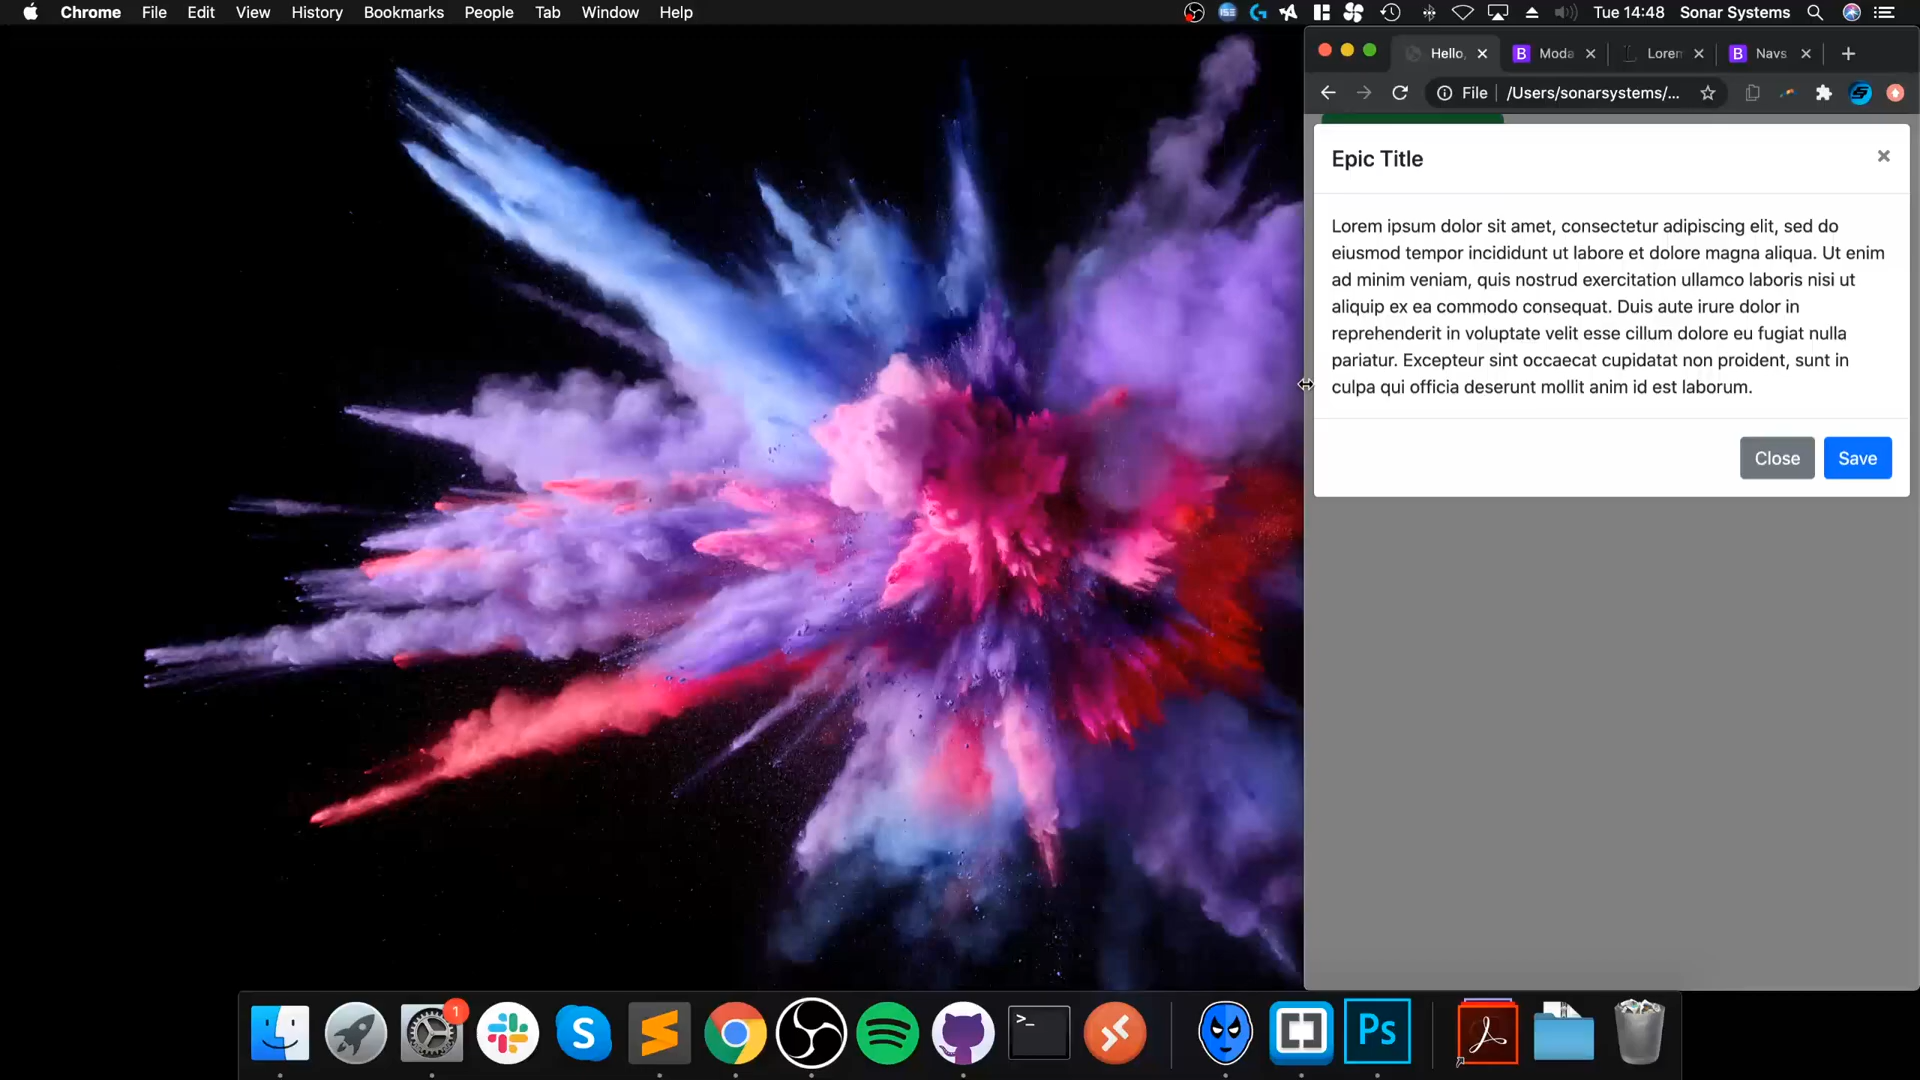 Chrome File Edit View History Bookmarks People Tab Window Help
ISE
Tue 14:48 Sonar Systems
Hello,
B Moda
Lorem
B Navs
File /Users/sonarsystems/...
Epic Title
Lorem ipsum dolor sit amet, consectetur adipiscing elit, sed do
eiusmod tempor incididunt ut labore et dolore magna aliqua. Ut enim
ad minim veniam, quis nostrud exercitation ullamco laboris nisi ut
aliquip ex ea commodo consequat. Duis aute irure dolor in
reprehenderit in voluptate velit esse cillum dolore eu fugiat nulla
pariatur. Excepteur sint occaecat cupidatat non proident, sunt in
culpa qui officia deserunt mollit anim id est laborum.
Close Save
1
S
>_
Ps